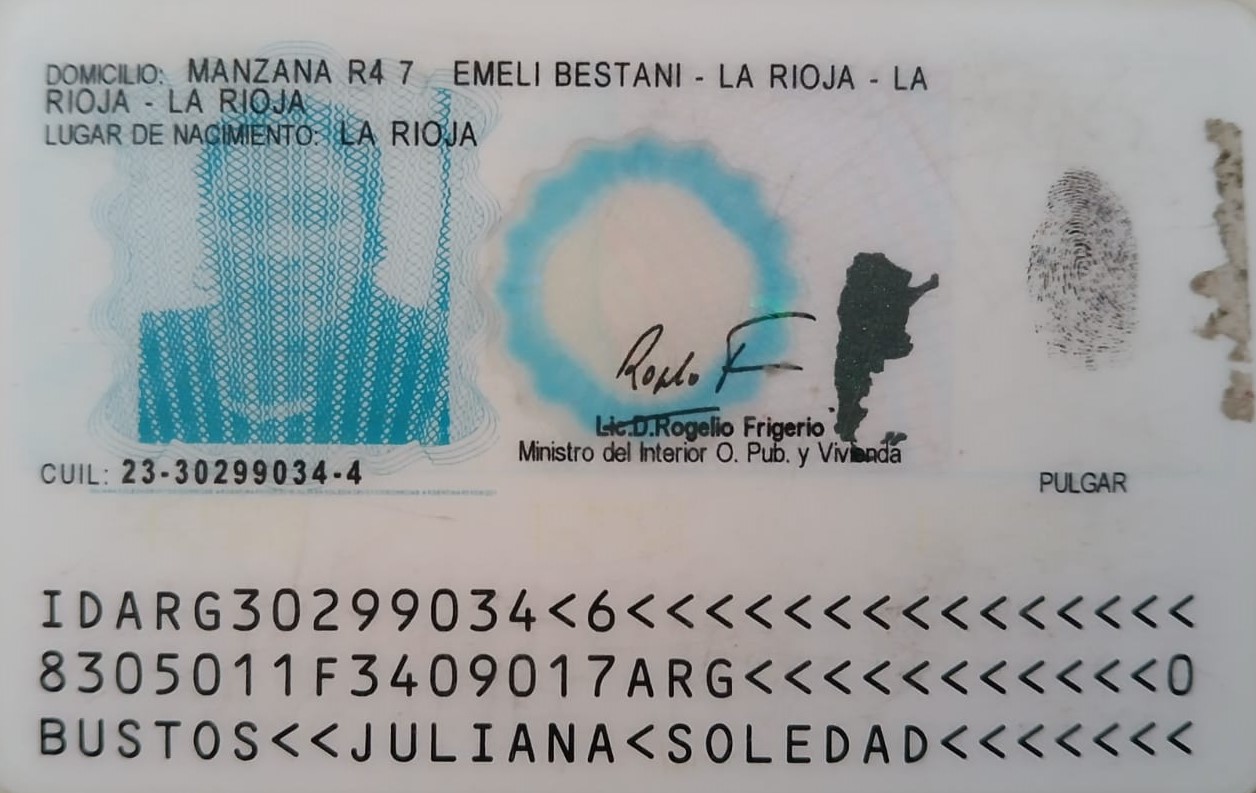 DOMICILIO: MANZANA R4 7 EMELI BESTANI - LA RIOJA - LA
RIOJA - LA RIOJA
LUGAR DE NACIMIENTO: LA RIOJA
Lic.D.Rogelio Frigerio
Ministro del Interior O. Pub. y Vivienda
CUIL: 23-30299034-4
PULGAR
IDARG30299034<6<<<<<<<<<<<<<<<
8305011F3409017ARG<<<<<<<<<<<0
BUSTOS<<JULIANA<SOLEDAD<<<<<<<